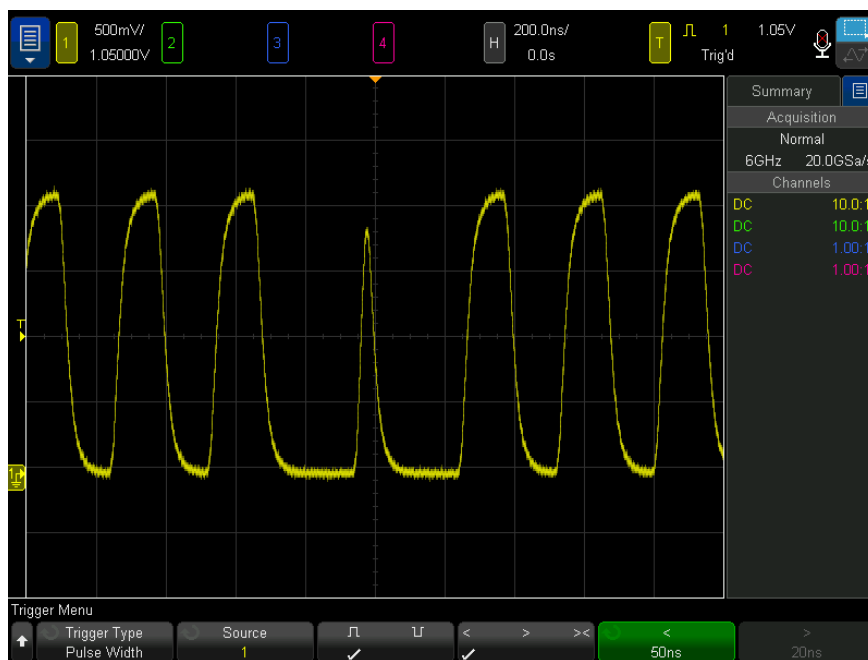 1 500mV/ 2 3 4 H 200.0ns/ T 1 1.05V
1.05000V 0.0s Trig'd
Summary
Acquisition
Normal
6GHz 20.0GSa/s
Channels
DC 10.0:1
DC 10.0:1
DC 1.00:1
DC 1.00:1
T
1
Trigger Menu
Trigger Type Source < > >< < >
Pulse Width 1 50ns 20ns